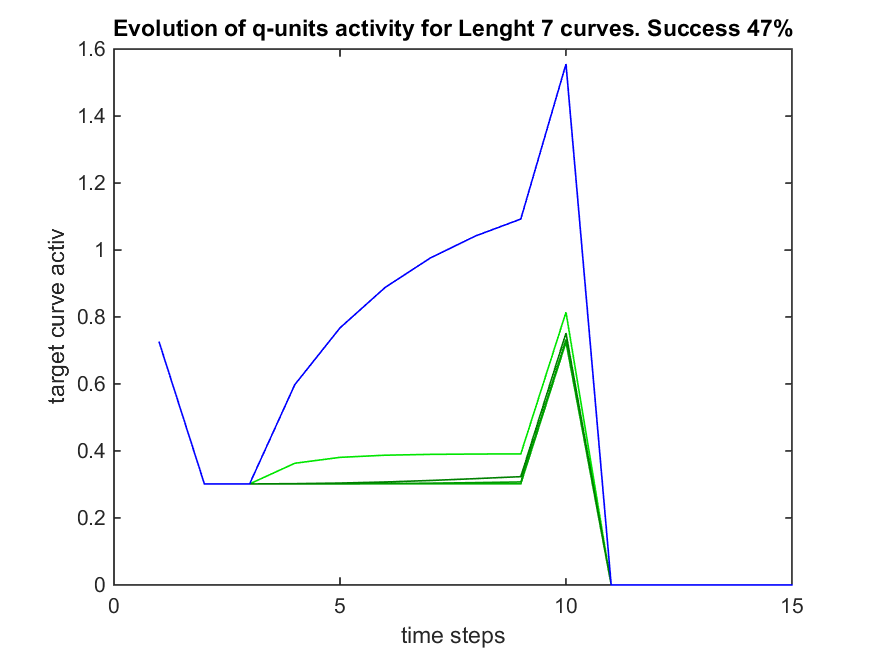 Evolution of q-units activity for Lenght 7 curves. Success 47%
1.6
1.4
1.2
1
0.8
0.6
0.4
0.2
0
target curve activ
0 5 10 15
time steps